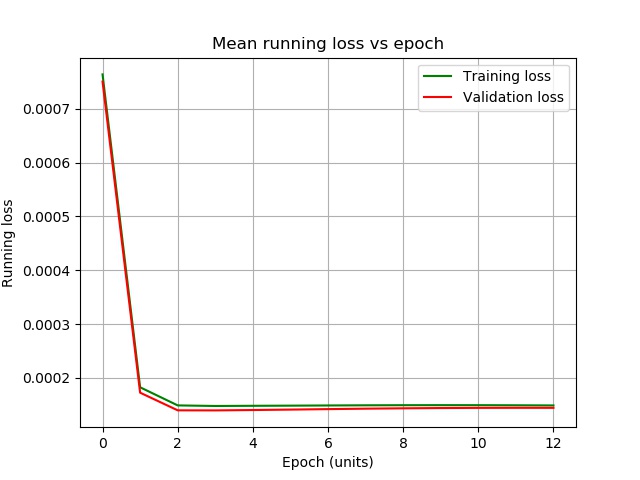 Mean running loss vs epoch
Training loss
Validation loss
0.0007
0.0006
0.0005
0.0004
0.0003
0.0002
Running loss
0 2 4 6 8 10 12
Epoch (units)